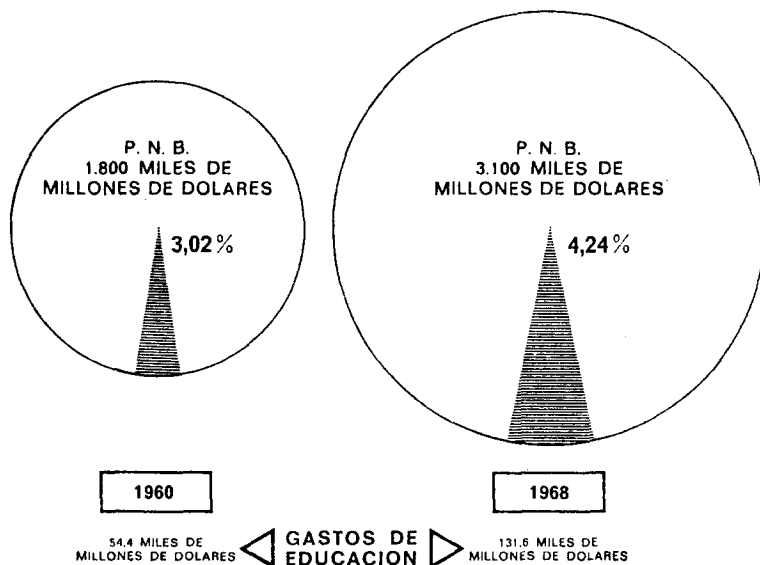 P. N. B.
1.800 MILES DE
MILLONES DE DOLARES
3,02%
P. N. B.
3.100 MILES DE
MILLONES DE DOLARES
4,24%
1960
1968
54.4 MILES DE
MILLONES DE DOLARES
GASTOS DE
EDUCACION
131.6 MILES DE
MILLONES DE DOLARES